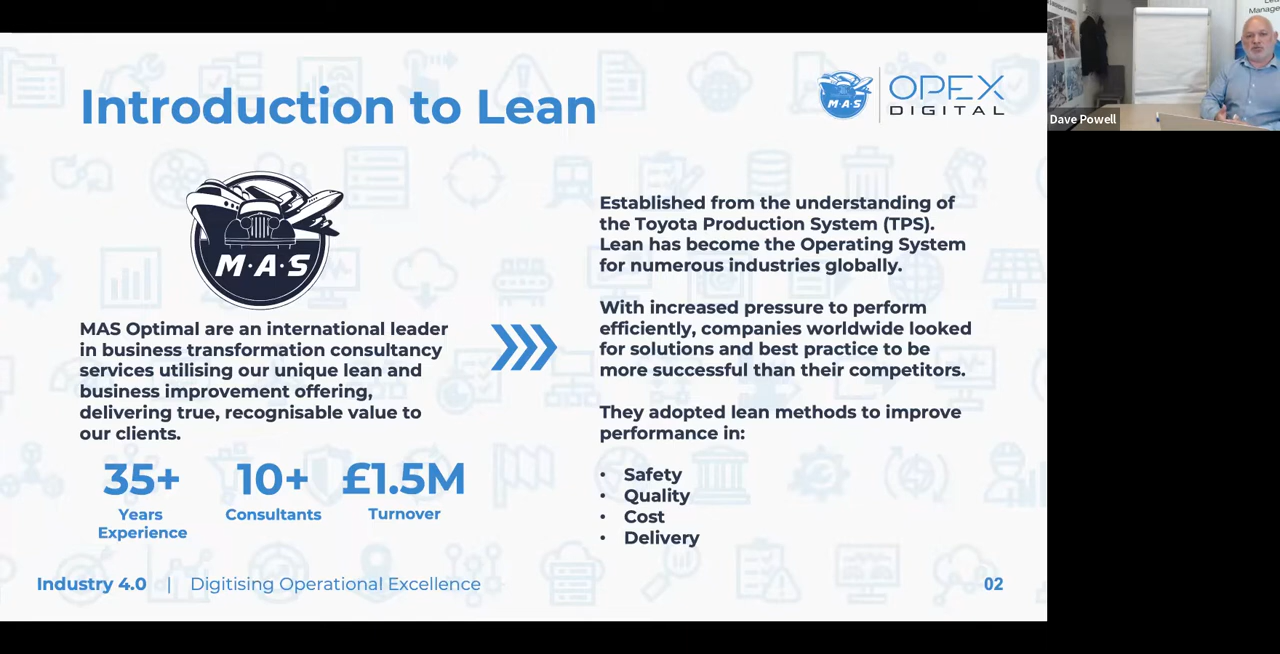 Introduction to Lean
M·A·S
OPEX
DIGITAL
M·A·S
MAS Optimal are an international leader
in business transformation consultancy
services utilising our unique lean and
business improvement offering,
delivering true, recognisable value to
our clients.
35+
Years
Experience
10+
Consultants
£1.5M
Turnover
Established from the understanding of
the Toyota Production System (TPS).
Lean has become the Operating System
for numerous industries globally.
With increased pressure to perform
efficiently, companies worldwide looked
for solutions and best practice to be
more successful than their competitors.
They adopted lean methods to improve
performance in:
• Safety
• Quality
• Cost
• Delivery
Industry 4.0 | Digitising Operational Excellence
02
Dave Powell